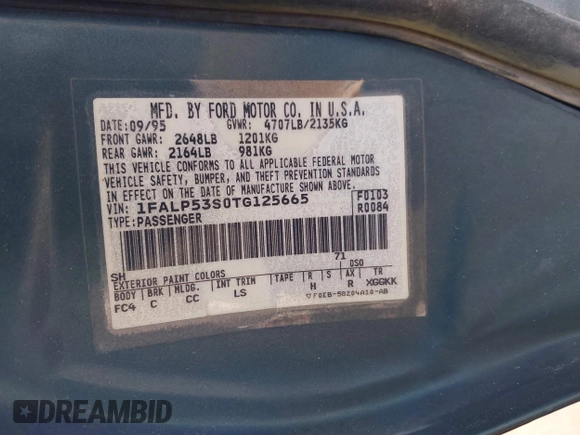 MFD. BY FORD MOTOR CO. IN U.S.A.
DATE: 09/95 GVWR: 4707LB/2135KG
FRONT GAWR: 2648LB 1201KG
REAR GAWR: 2164LB 981KG
THIS VEHICLE CONFORMS TO ALL APPLICABLE FEDERAL MOTOR
VEHICLE SAFETY, BUMPER, AND THEFT PREVENTION STANDARDS
IN EFFECT ON THE DATE OF MANUFACTURE SHOWN ABOVE.
VIN: 1FALP53S0TG125665 F0103
TYPE: PASSENGER R0084
SH 71
EXTERIOR PAINT COLORS DSO
BODY BRK MLDG. INT TRIM TAPE R S AX TR
FC4 C CC LS H R XGGKK
DREAMBID